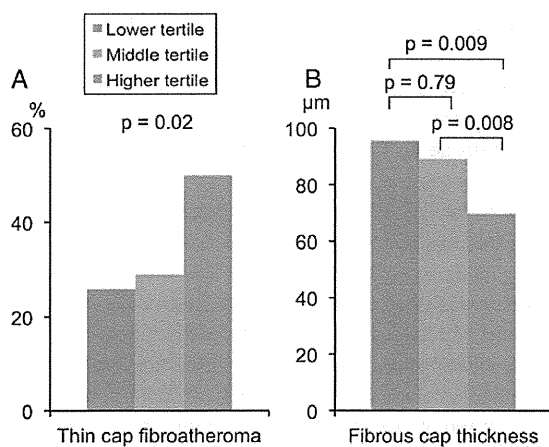 Lower tertile
Middle tertile
Higher tertile
A
%
p = 0.02
60
40
20
0
Thin cap fibroatheroma
B
µm
p = 0.009
p = 0.79
p = 0.008
100
80
60
40
20
0
Fibrous cap thickness